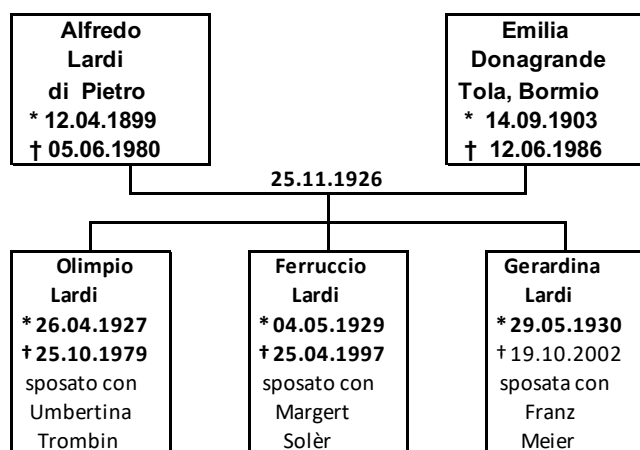 Alfredo
Lardi
di Pietro
* 12.04.1899
† 05.06.1980
Emilia
Donagrande
Tola, Bormio
* 14.09.1903
† 12.06.1986
25.11.1926
Olimpio
Lardi
* 26.04.1927
† 25.10.1979
sposato con
Umbertina
Trombin
Ferruccio
Lardi
* 04.05.1929
† 25.04.1997
sposato con
Margert
Solèr
Gerardina
Lardi
* 29.05.1930
† 19.10.2002
sposata con
Franz
Meier